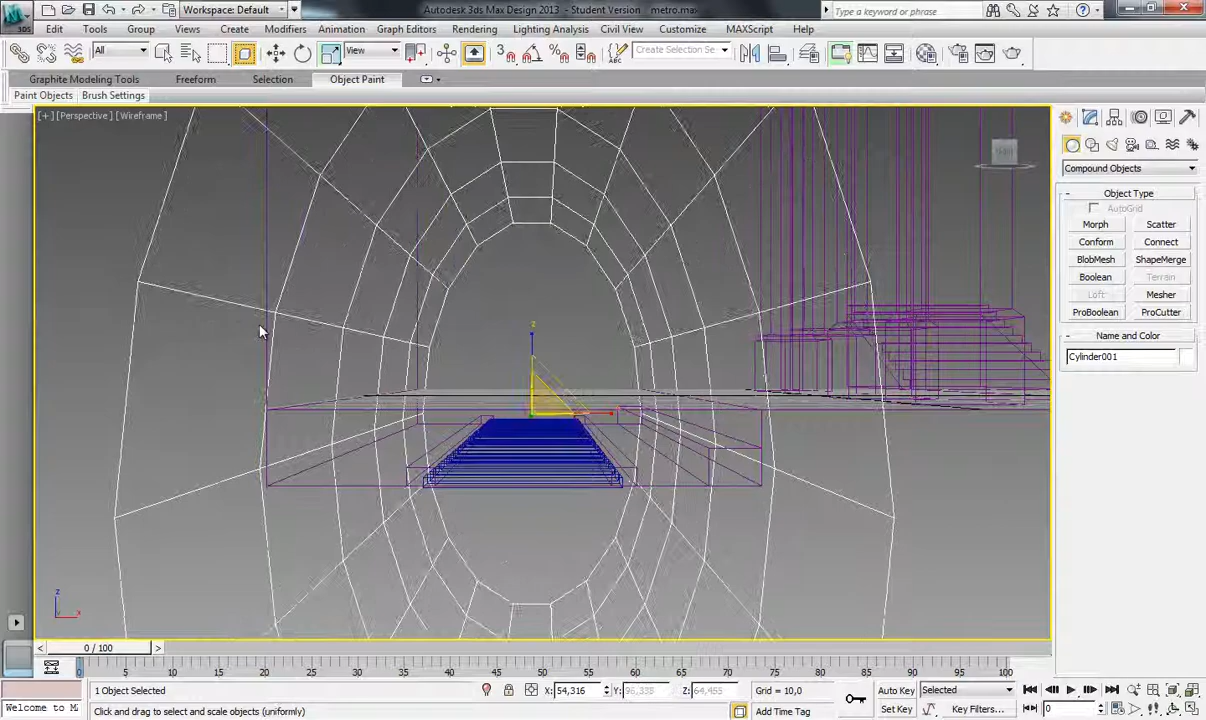 Workspace: Default
Autodesk 3ds Max Design 2013 - Student Version metro.max
Type a keyword or phrase
3DS
Edit Tools Group Views Create Modifiers Animation Graph Editors Rendering Lighting Analysis Civil View Customize MAXScript Help
All View Create Selection Se
Graphite Modeling Tools Freeform Selection Object Paint
Paint Objects Brush Settings
[+] [Perspective] [Wireframe]
Compound Objects
Object Type
AutoGrid
Morph Scatter
Conform Connect
BlobMesh ShapeMerge
Boolean Terrain
Loft Mesher
ProBoolean ProCutter
Name and Color
Cylinder001
z
z
x
0 / 100
0 5 10 15 20 25 30 35 40 45 50 55 60 65 70 75 80 85 90 95 100
1 Object Selected X: 54,316 Y: 96,338 Z: 64,455 Grid = 10,0 Auto Key Selected
Welcome to M Click and drag to select and scale objects (uniformly) Add Time Tag Set Key Key Filters... 0